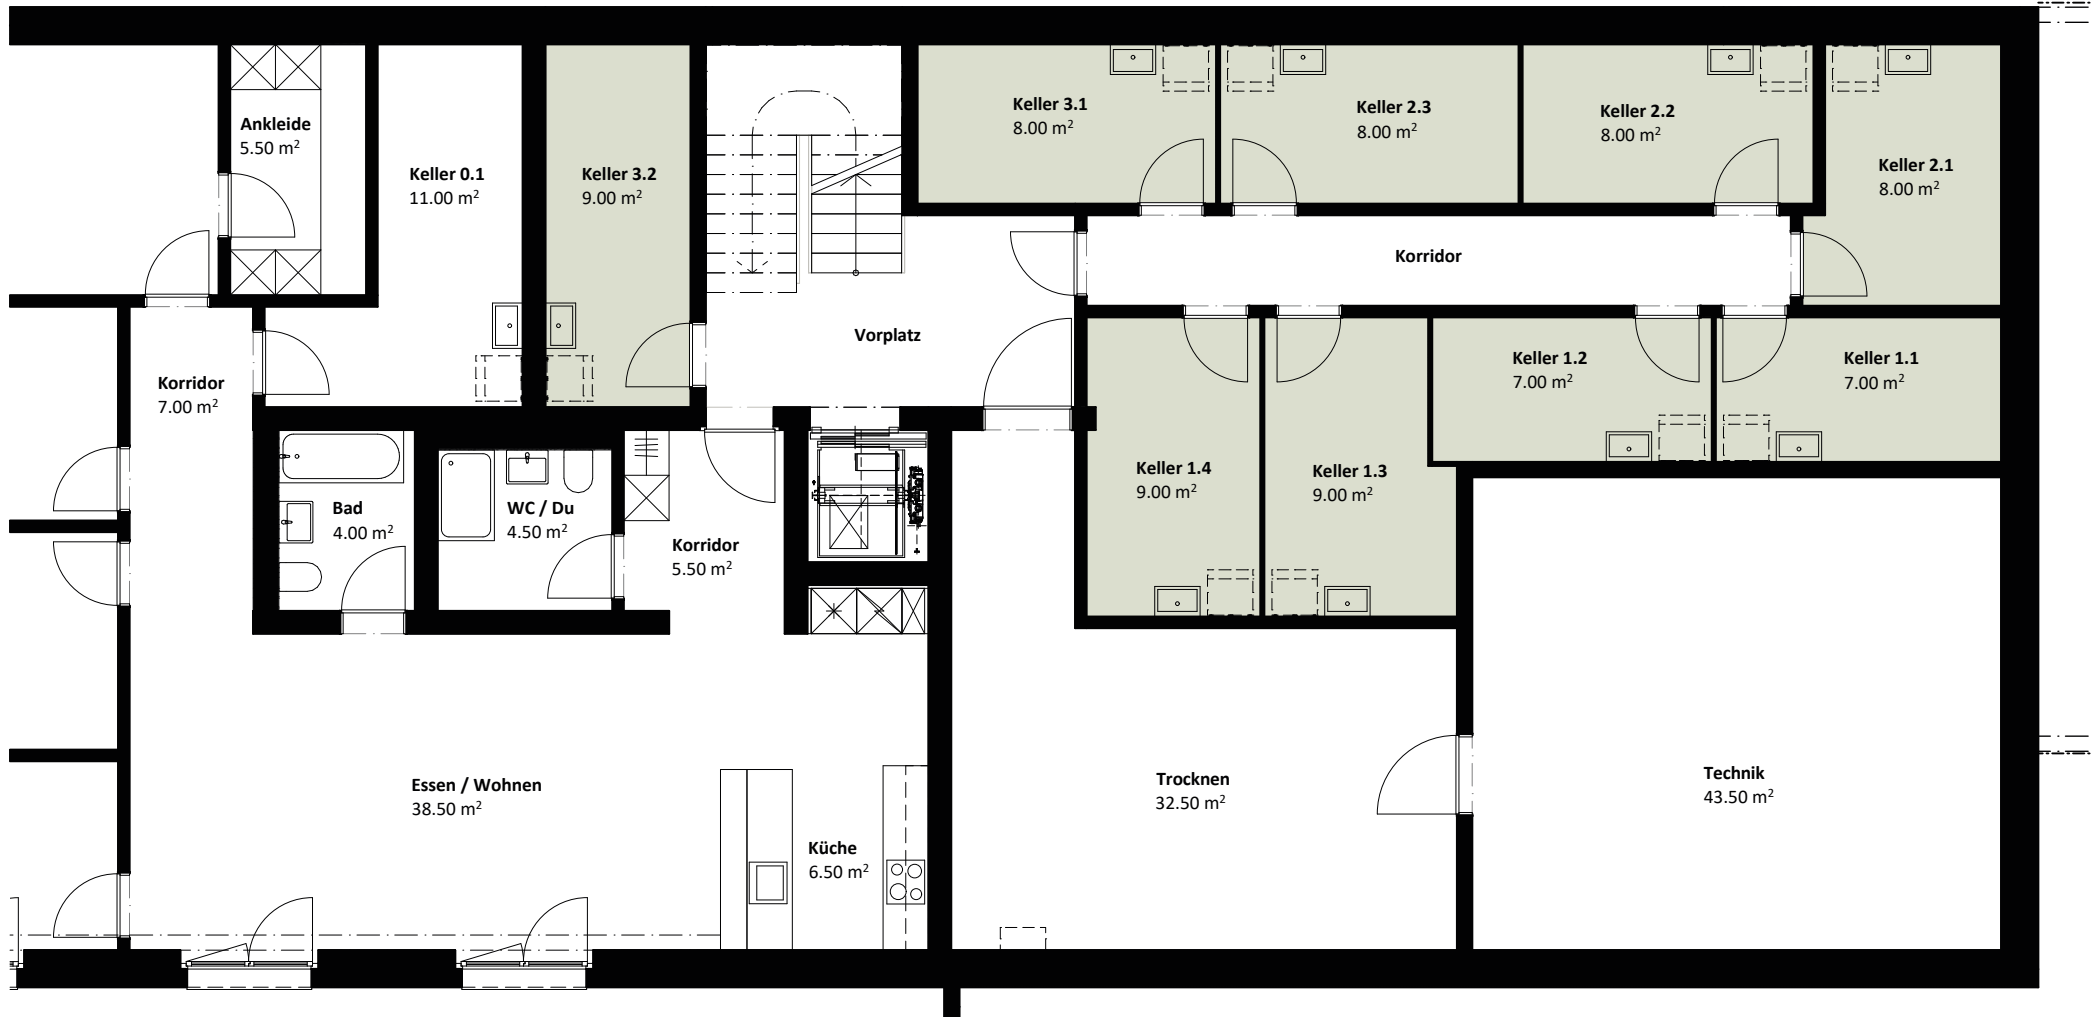 Ankleide
5.50 m²
Keller 0.1
11.00 m²
Keller 3.2
9.00 m²
Keller 3.1
8.00 m²
Keller 2.3
8.00 m²
Keller 2.2
8.00 m²
Keller 2.1
8.00 m²
Korridor
Vorplatz
Korridor
7.00 m²
Keller 1.2
7.00 m²
Keller 1.1
7.00 m²
Keller 1.4
9.00 m²
Keller 1.3
9.00 m²
Bad
4.00 m²
WC / Du
4.50 m²
Korridor
5.50 m²
Essen / Wohnen
38.50 m²
Küche
6.50 m²
Trocknen
32.50 m²
Technik
43.50 m²